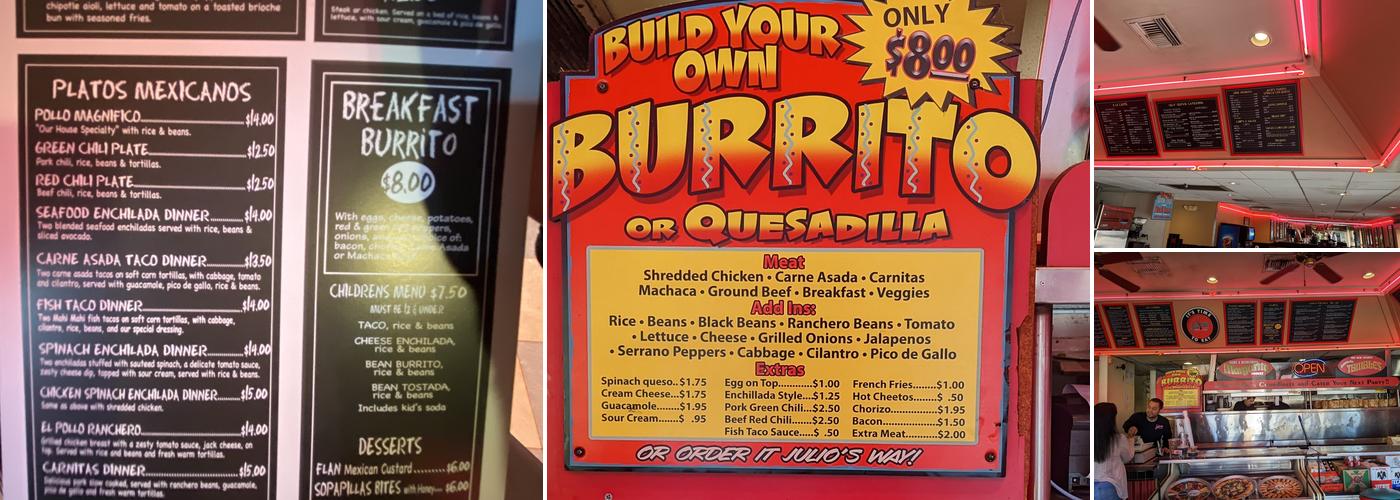 chipotle aioli, lettuce and tomato on a toasted brioche
bun with seasoned fries.
Steak or chicken. Served on a bed of rice, beans &
lettuce, with sour cream, guacamole & pico de gallo.
PLATOS MEXICANOS
POLLO MAGNIFICO $14.00
"Our House Specialty" with rice & beans.
GREEN CHILI PLATE $12.50
Pork chili, rice, beans & tortillas.
RED CHILI PLATE $12.50
Beef chili, rice, beans & tortillas.
SEAFOOD ENCHILADA DINNER $14.00
Two blended seafood enchiladas served with rice, beans &
sliced avocado.
CARNE ASADA TACO DINNER $13.50
Two carne asada tacos on soft corn tortillas, with cabbage, tomato
and cilantro, served with guacamole, pico de gallo, rice & beans.
FISH TACO DINNER $14.00
Two Mahi Mahi fish tacos on soft corn tortillas, with cabbage,
cilantro, rice, beans, and our special dressing.
SPINACH ENCHILADA DINNER $14.00
Two enchiladas stuffed with sauteed spinach, a delicate tomato sauce,
zesty cheese dip, topped with sour cream, served with rice & beans.
CHICKEN SPINACH ENCHILADA DINNER $15.00
Same as above with shredded chicken.
EL POLLO RANCHERO $14.00
Grilled chicken breast with a zesty tomato sauce, jack cheese, on
top. Served with rice and beans and fresh warm tortillas.
CARNITAS DINNER $15.00
Delicious pork slow cooked, served with ranchero beans, guacamole,
pico de gallo and fresh warm tortillas.
BREAKFAST
BURRITO
$8.00
With eggs, cheese, potatoes,
red & green peppers,
onions, and choice of:
bacon, Asada
or Machaca
CHILDRENS MENU $7.50
MUST BE 12 & UNDER
TACO, rice & beans
CHEESE ENCHILADA,
rice & beans
BEAN BURRITO,
rice & beans
BEAN TOSTADA,
rice & beans
Includes kid's soda
DESSERTS
FLAN Mexican Custard $6.00
SOPAPILLAS BITES with Honey $6.00
BUILD YOUR
OWN
ONLY
$8.00
BURRITO
OR QUESADILLA
Meat
Shredded Chicken • Carne Asada • Carnitas
Machaca • Ground Beef • Breakfast • Veggies
Add Ins:
Rice • Beans • Black Beans • Ranchero Beans • Tomato
• Lettuce • Cheese • Grilled Onions • Jalapenos
• Serrano Peppers • Cabbage • Cilantro • Pico de Gallo
Extras
Spinach queso..$1.75 Egg on Top.............$1.00 French Fries........$1.00
Cream Cheese...$1.75 Enchillada Style....$1.25 Hot Cheetos.......$ .50
Guacamole.......$1.95 Pork Green Chili...$2.50 Chorizo...............$1.95
Sour Cream......$ .95 Beef Red Chili.......$2.50 Bacon..................$1.50
Fish Taco Sauce.....$ .50 Extra Meat..........$2.00
OR ORDER IT JULIO'S WAY!
IT'S TIME
TO EAT
Margaritas
OPEN
Cater Your Next Party!!
BURRITO